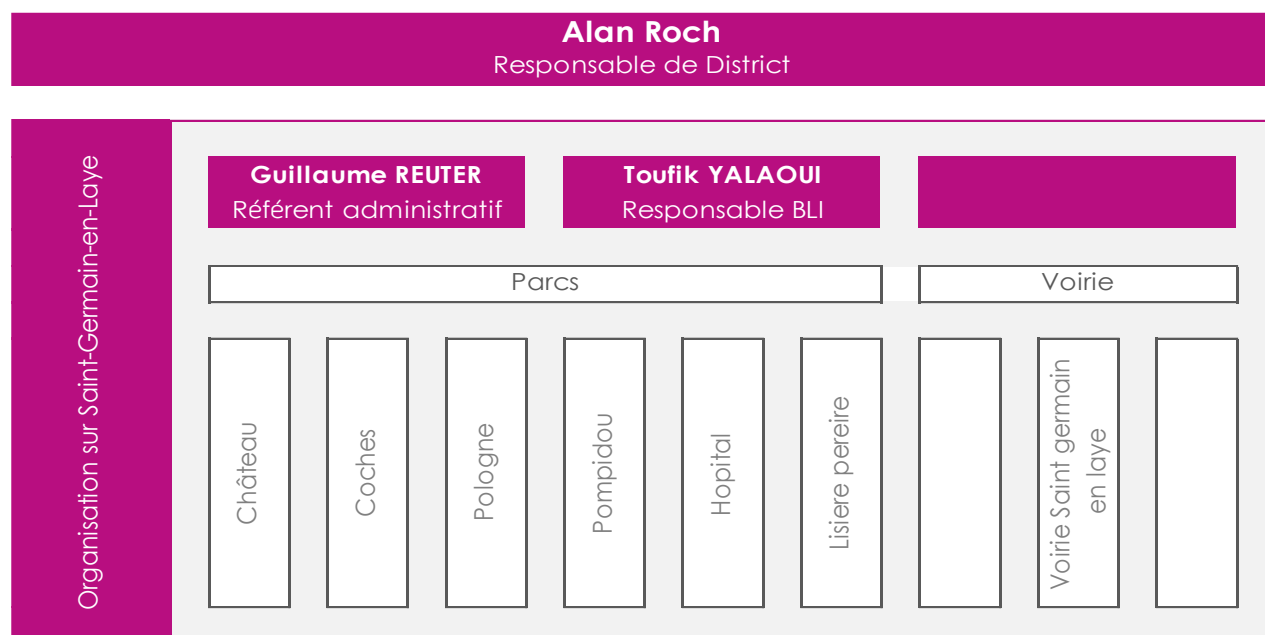 Alan Roch
Responsable de District
Organisation sur Saint-Germain-en-Laye
Guillaume REUTER
Référent administratif
Toufik YALAOUI
Responsable BLI
Parcs
Voirie
Château
Coches
Pologne
Pompidou
Hopital
Lisiere pereire
Voirie Saint germain
en laye